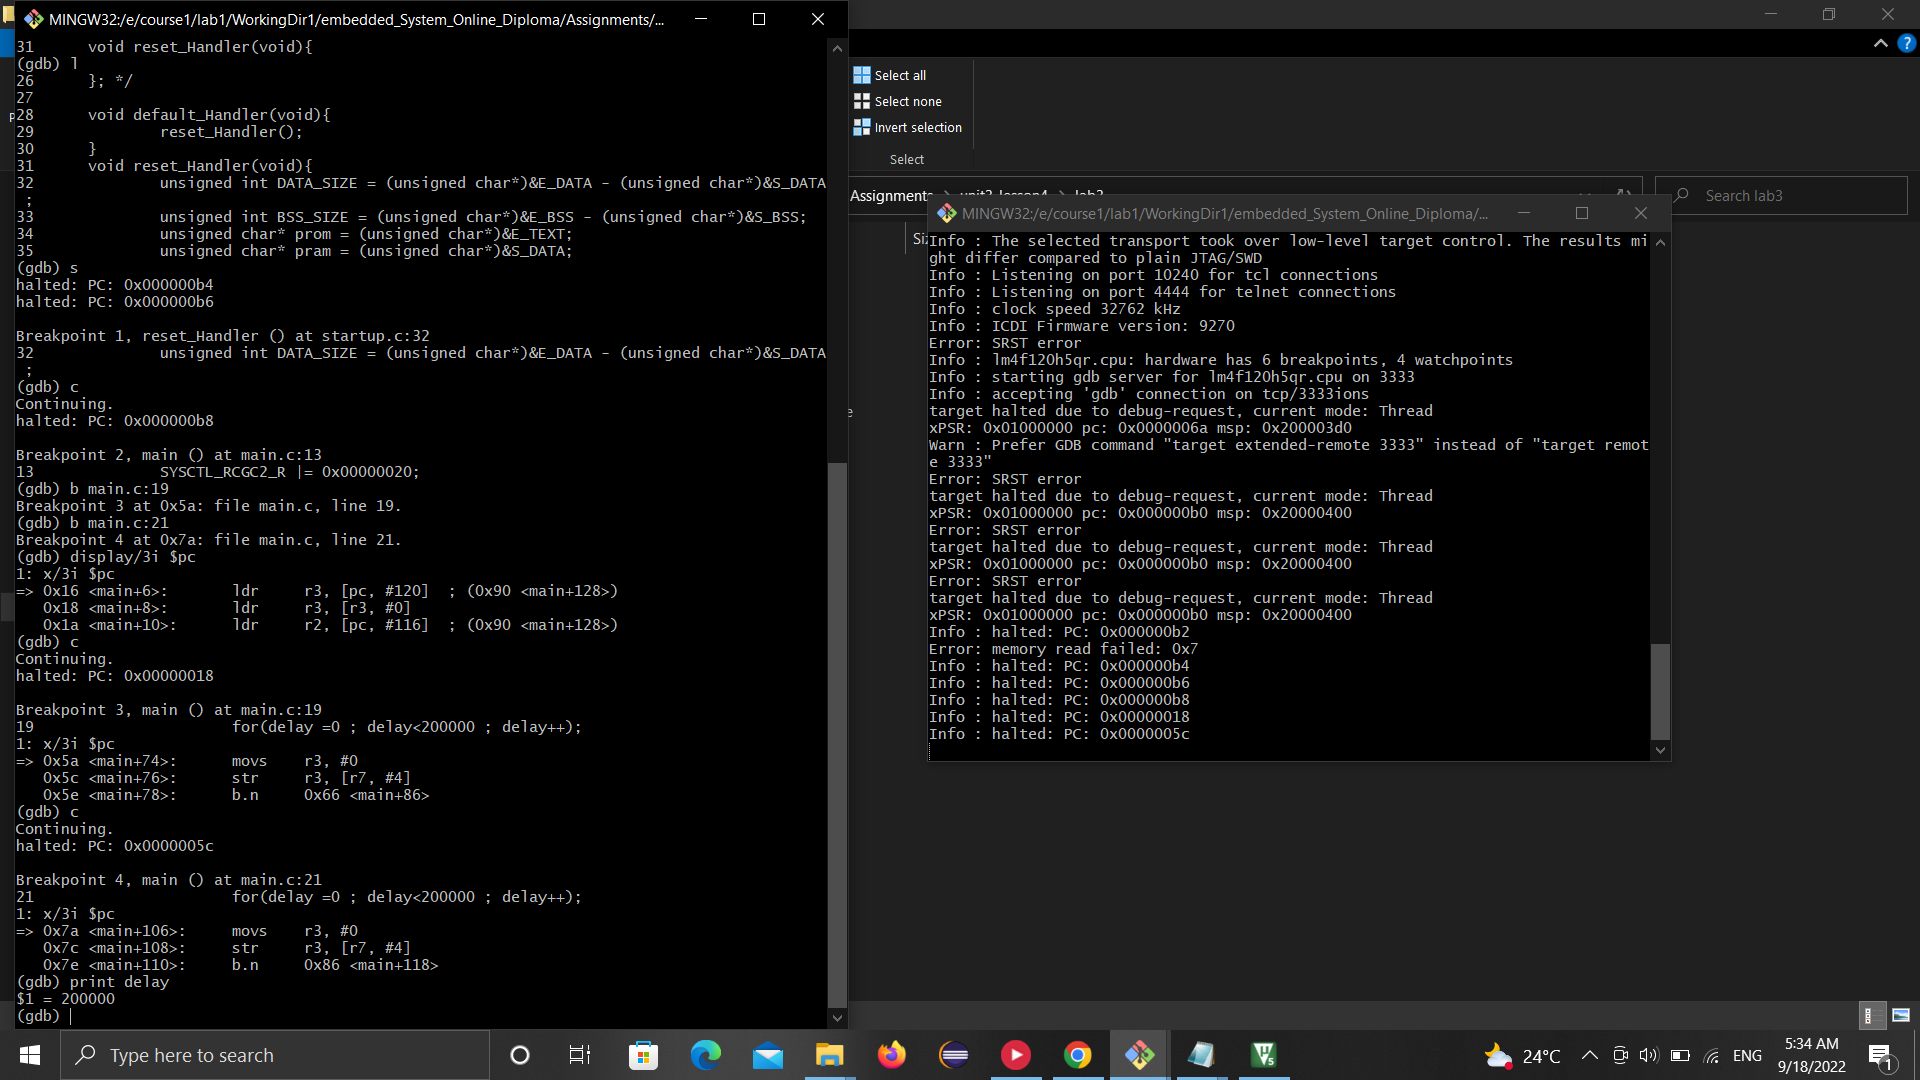 MINGW32:/e/course1/lab1/WorkingDir1/embedded_System_Online_Diploma/Assignments/...
31      void reset_Handler(void){
(gdb) l
26      }; */
27
28      void default_Handler(void){
29              reset_Handler();
30      }
31      void reset_Handler(void){
32              unsigned int DATA_SIZE = (unsigned char*)&E_DATA - (unsigned char*)&S_DATA
 ;
33              unsigned int BSS_SIZE = (unsigned char*)&E_BSS - (unsigned char*)&S_BSS;
34              unsigned char* prom = (unsigned char*)&E_TEXT;
35              unsigned char* pram = (unsigned char*)&S_DATA;
(gdb) s
halted: PC: 0x000000b4
halted: PC: 0x000000b6
Breakpoint 1, reset_Handler () at startup.c:32
32              unsigned int DATA_SIZE = (unsigned char*)&E_DATA - (unsigned char*)&S_DATA
 ;
(gdb) c
Continuing.
halted: PC: 0x000000b8
Breakpoint 2, main () at main.c:13
13              SYSCTL_RCGC2_R |= 0x00000020;
(gdb) b main.c:19
Breakpoint 3 at 0x5a: file main.c, line 19.
(gdb) b main.c:21
Breakpoint 4 at 0x7a: file main.c, line 21.
(gdb) display/3i $pc
1: x/3i $pc
=> 0x16 <main+6>:       ldr     r3, [pc, #120]  ; (0x90 <main+128>)
   0x18 <main+8>:       ldr     r3, [r3, #0]
   0x1a <main+10>:      ldr     r2, [pc, #116]  ; (0x90 <main+128>)
(gdb) c
Continuing.
halted: PC: 0x00000018
Breakpoint 3, main () at main.c:19
19                      for(delay =0 ; delay<200000 ; delay++);
1: x/3i $pc
=> 0x5a <main+74>:      movs    r3, #0
   0x5c <main+76>:      str     r3, [r7, #4]
   0x5e <main+78>:      b.n     0x66 <main+86>
(gdb) c
Continuing.
halted: PC: 0x0000005c
Breakpoint 4, main () at main.c:21
21                      for(delay =0 ; delay<200000 ; delay++);
1: x/3i $pc
=> 0x7a <main+106>:     movs    r3, #0
   0x7c <main+108>:     str     r3, [r7, #4]
   0x7e <main+110>:     b.n     0x86 <main+118>
(gdb) print delay
$1 = 200000
(gdb)
Select all
Select none
Invert selection
Select
Assignments
Search lab3
MINGW32:/e/course1/lab1/WorkingDir1/embedded_System_Online_Diploma/...
Info : The selected transport took over low-level target control. The results mi
ght differ compared to plain JTAG/SWD
Info : Listening on port 10240 for tcl connections
Info : Listening on port 4444 for telnet connections
Info : clock speed 32762 kHz
Info : ICDI Firmware version: 9270
Error: SRST error
Info : lm4f120h5qr.cpu: hardware has 6 breakpoints, 4 watchpoints
Info : starting gdb server for lm4f120h5qr.cpu on 3333
Info : accepting 'gdb' connection on tcp/3333ions
target halted due to debug-request, current mode: Thread
xPSR: 0x01000000 pc: 0x0000006a msp: 0x200003d0
Warn : Prefer GDB command "target extended-remote 3333" instead of "target remot
e 3333"
Error: SRST error
target halted due to debug-request, current mode: Thread
xPSR: 0x01000000 pc: 0x000000b0 msp: 0x20000400
Error: SRST error
target halted due to debug-request, current mode: Thread
xPSR: 0x01000000 pc: 0x000000b0 msp: 0x20000400
Error: SRST error
target halted due to debug-request, current mode: Thread
xPSR: 0x01000000 pc: 0x000000b0 msp: 0x20000400
Info : halted: PC: 0x000000b2
Error: memory read failed: 0x7
Info : halted: PC: 0x000000b4
Info : halted: PC: 0x000000b6
Info : halted: PC: 0x000000b8
Info : halted: PC: 0x00000018
Info : halted: PC: 0x0000005c
Type here to search
24°C
ENG
5:34 AM
9/18/2022
1